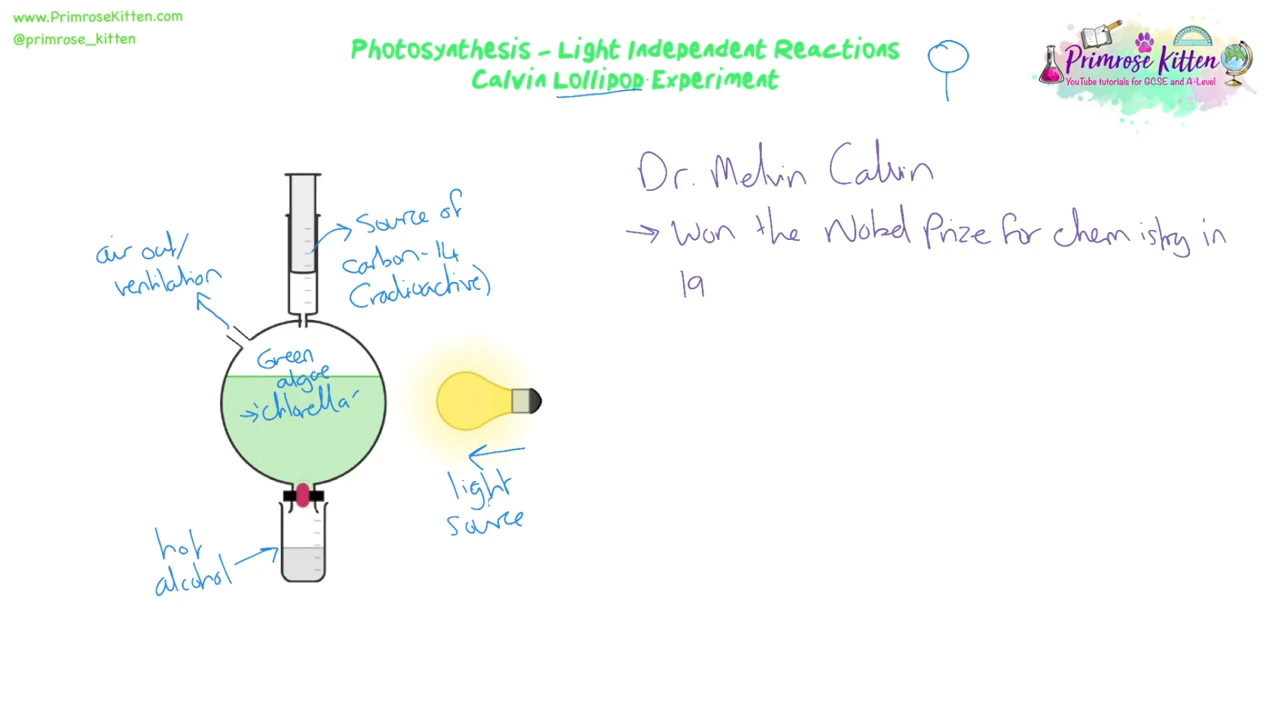 www.PrimroseKitten.com
@primrose_kitten
Photosynthesis – Light Independent Reactions
Calvin Lollipop Experiment
Primrose Kitten
YouTube tutorials for GCSE and A-Level
Dr. Melvin Calvin
→ Won the Nobel Prize for chemistry in
19
air out/
ventilation
Source of
carbon-14
(radioactive)
Green
algae
→ 'chlorella'
light
source
hot
alcohol